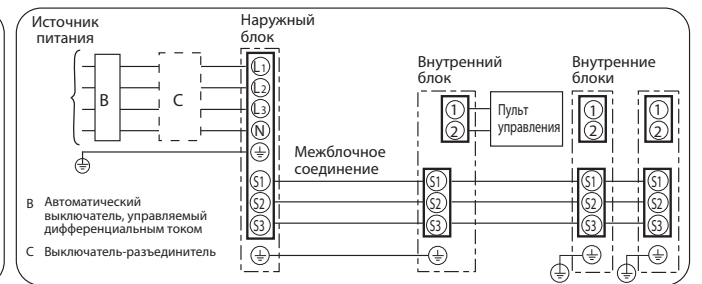 Источник
питания
Наружный
блок
Внутренний
блок
Внутренние
блоки
B
C
L1
L2
L3
N
S1
S2
S3
Межблочное
соединение
1
2
Пульт
управления
S1
S2
S3
1
2
S1
S2
S3
1
2
S1
S2
S3
B Автоматический
выключатель, управляемый
дифференциальным током
C Выключатель-разъединитель